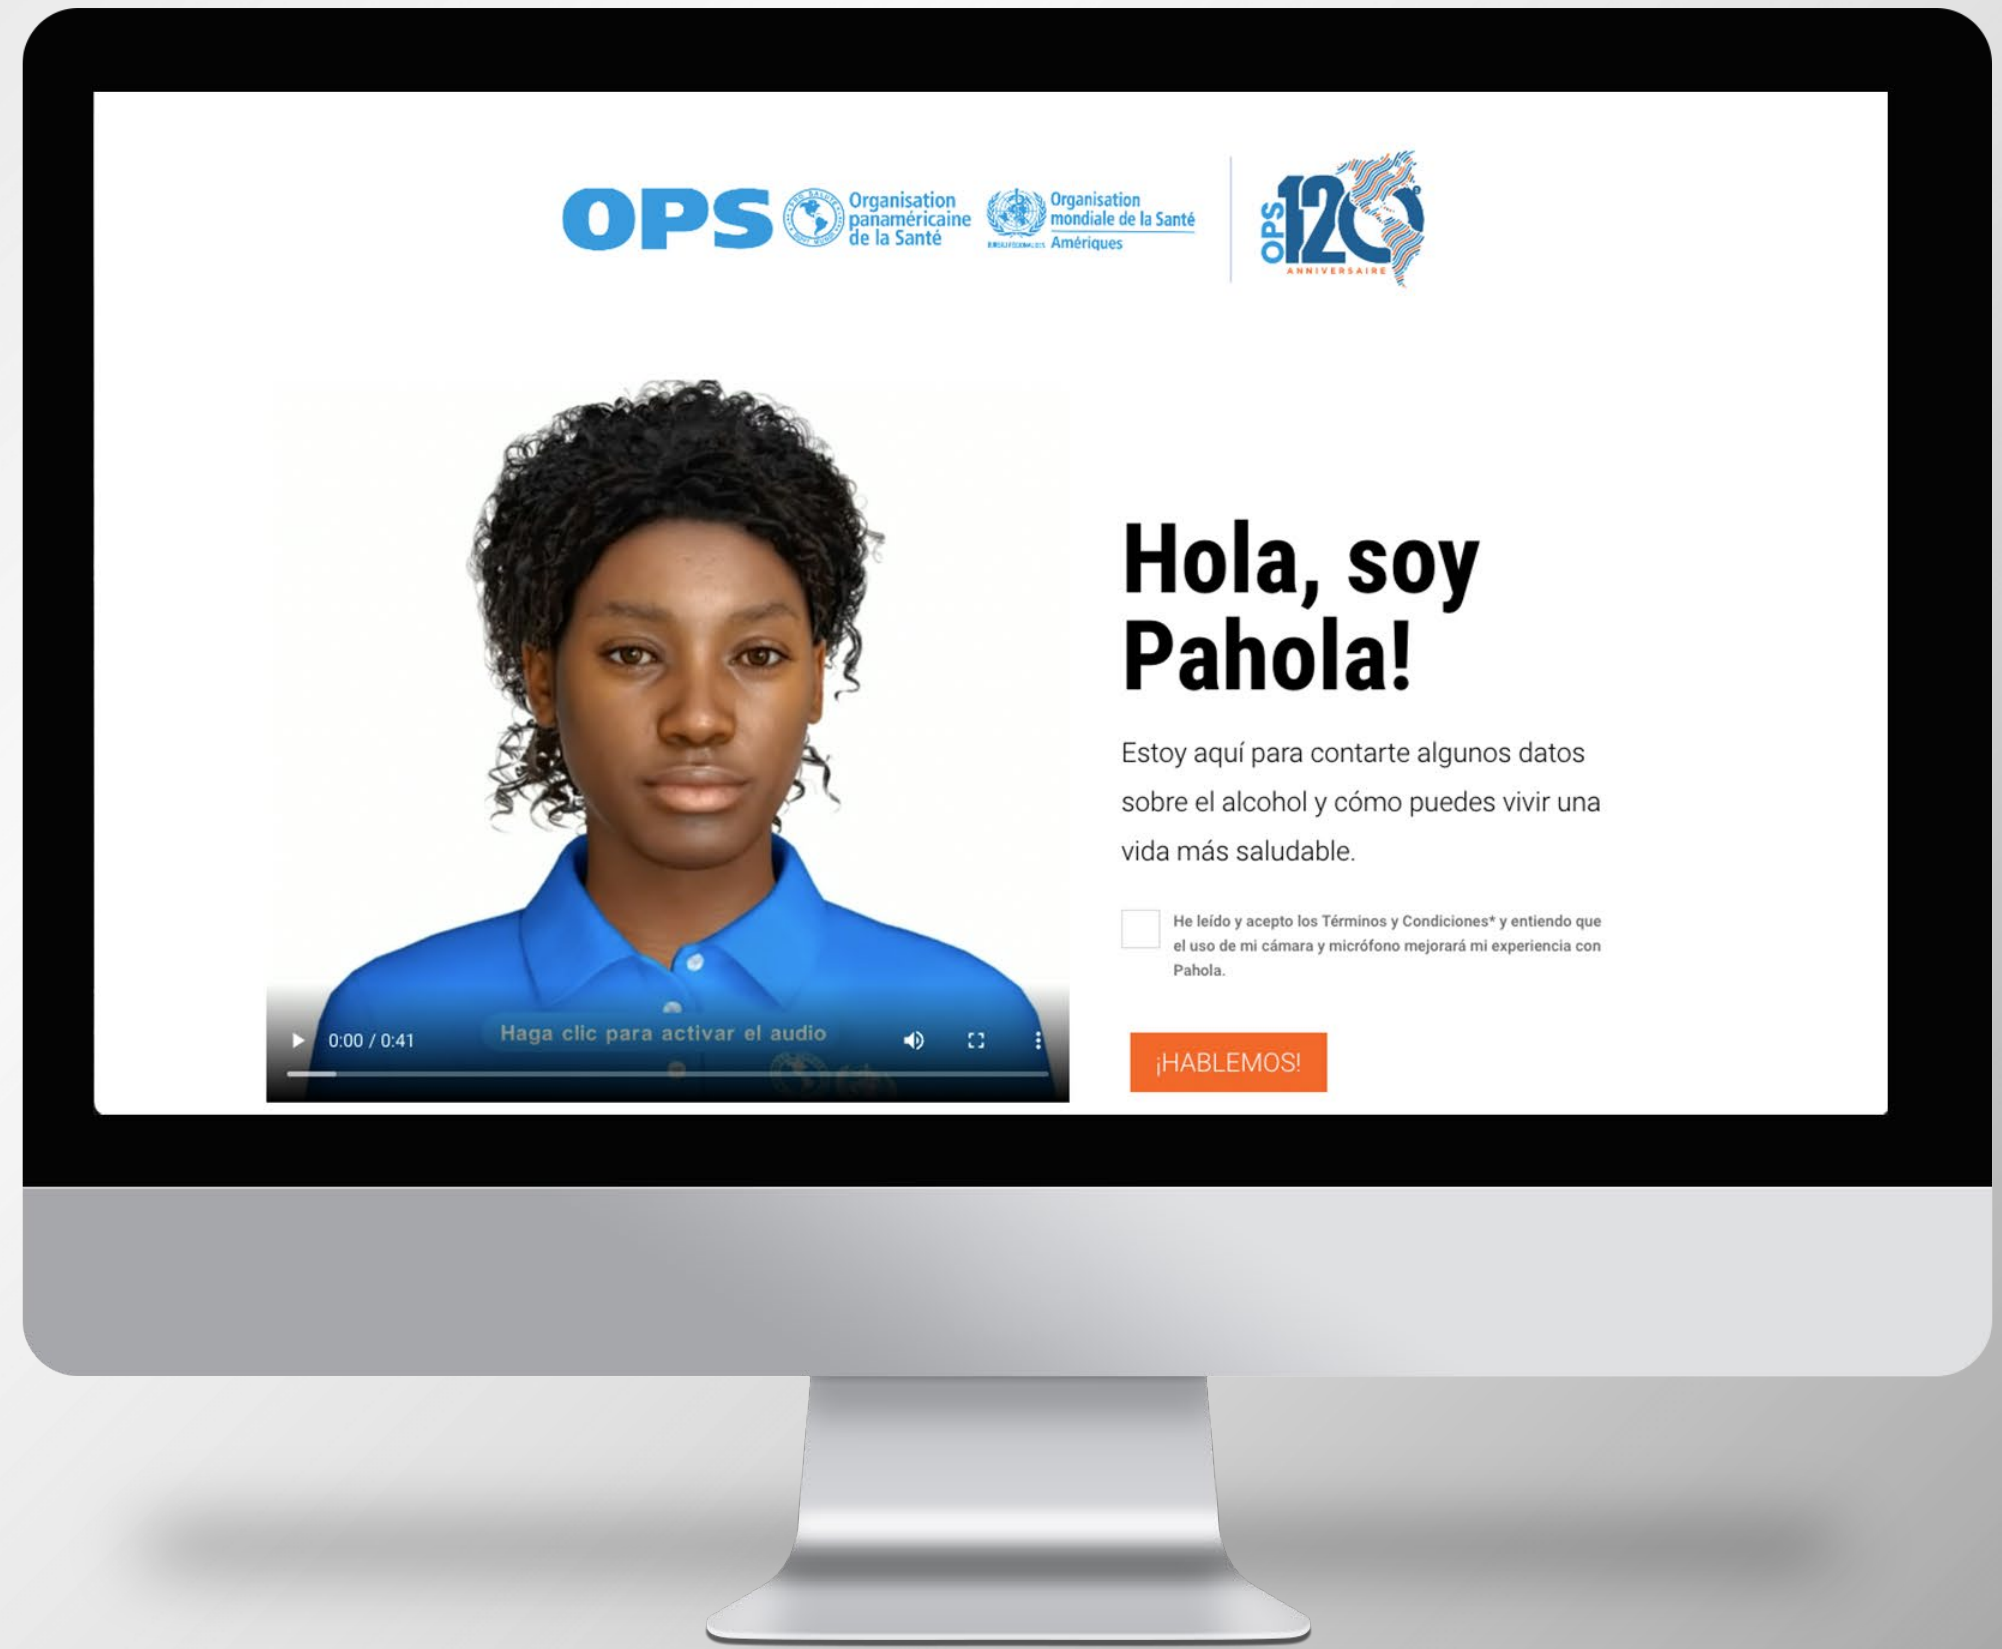 OPS
Organisation
panaméricaine
de la Santé
Organisation
mondiale de la Santé
Amériques
OPS
120
ANNIVERSAIRE
Hola, soy
Pahola!
Estoy aquí para contarte algunos datos
sobre el alcohol y cómo puedes vivir una
vida más saludable.
He leído y acepto los Términos y Condiciones* y entiendo que
el uso de mi cámara y micrófono mejorará mi experiencia con
Pahola.
¡HABLEMOS!
0:00 / 0:41
Haga clic para activar el audio